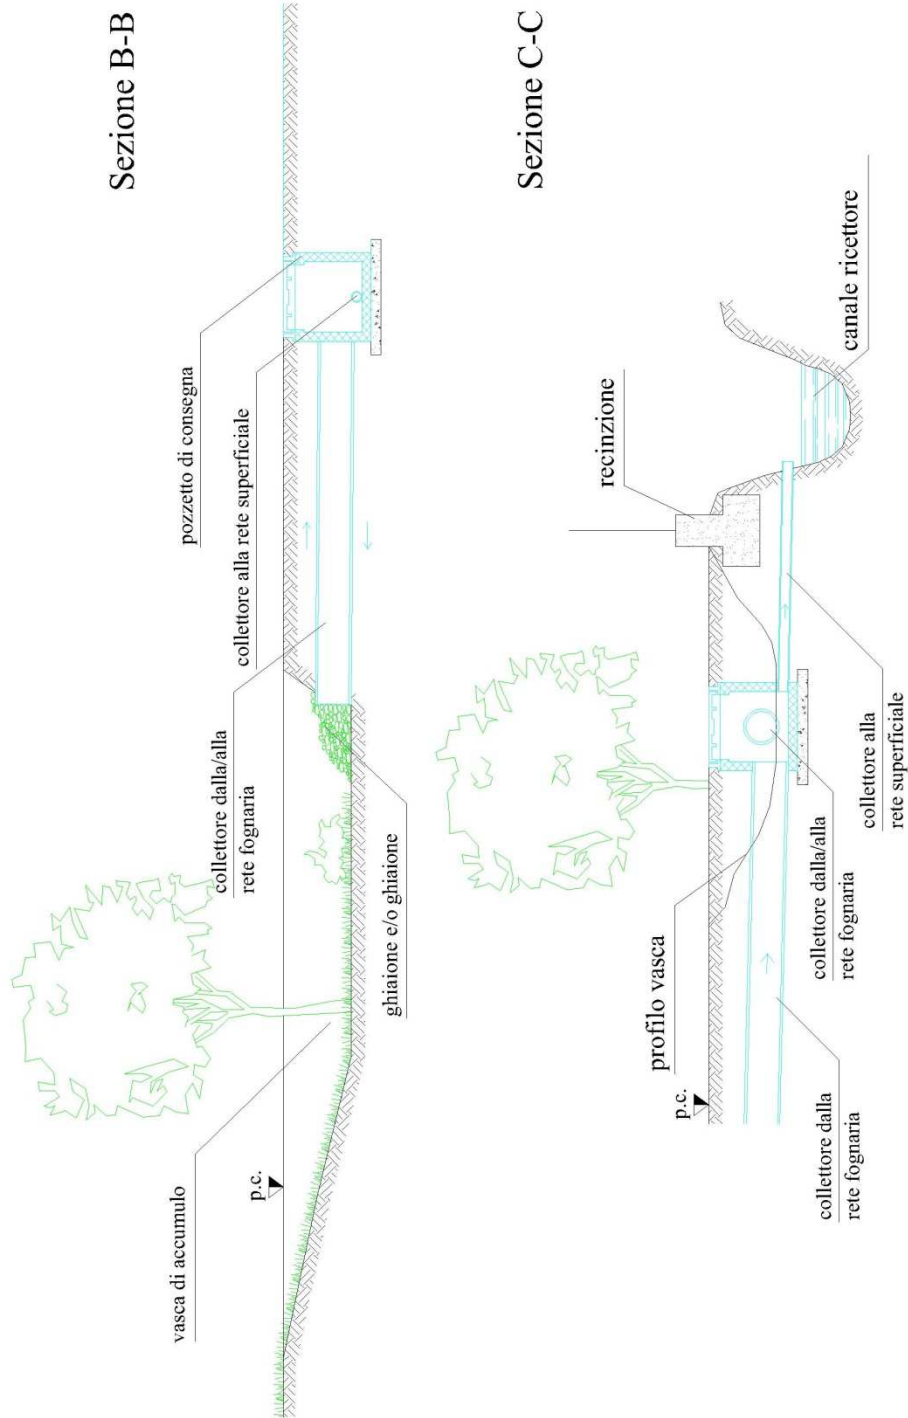 Sezione B-B
vasca di accumulo
p.c.
collettore dalla/alla
rete fognaria
collettore alla rete superficiale
pozzetto di consegna
ghiaione e/o ghiaione
Sezione C-C
p.c.
profilo vasca
recinzione
canale ricettore
collettore dalla
rete fognaria
collettore dalla/alla
rete fognaria
collettore alla
rete superficiale